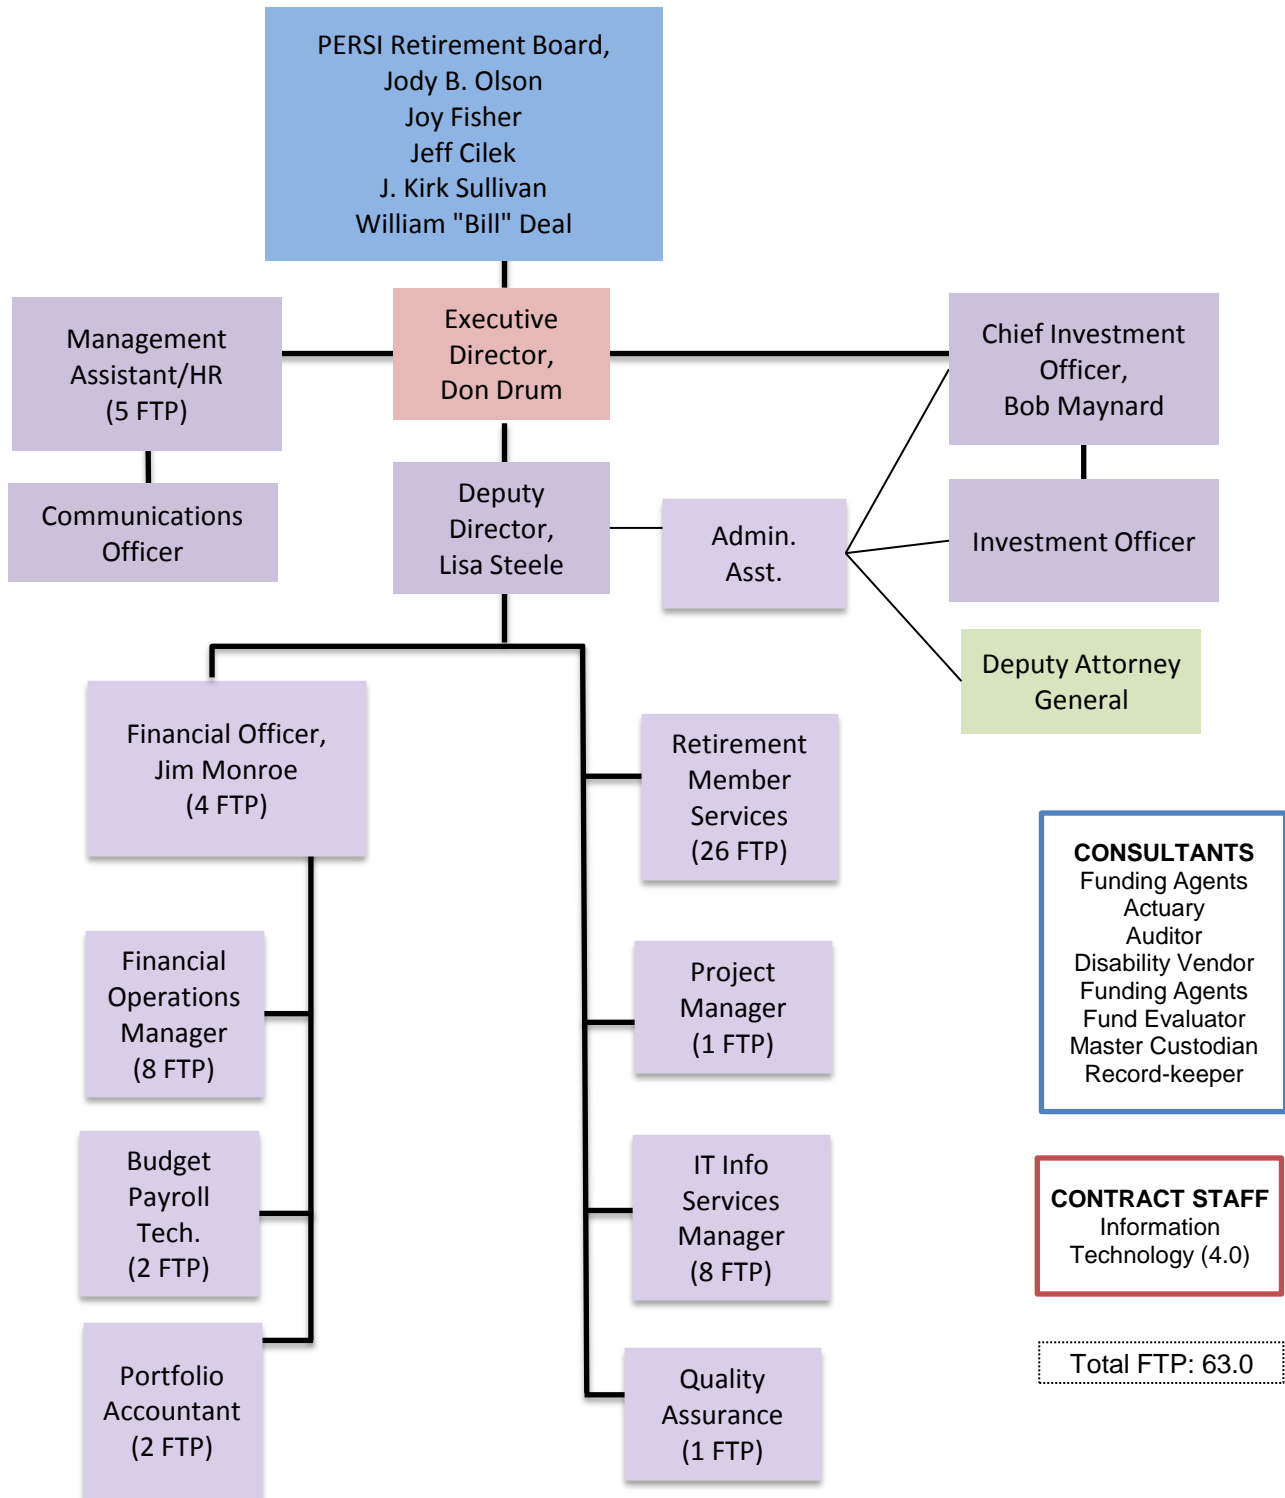 PERSI Retirement Board,
Jody B. Olson
Joy Fisher
Jeff Cilek
J. Kirk Sullivan
William "Bill" Deal
Management
Assistant/HR
(5 FTP)
Executive
Director,
Don Drum
Chief Investment
Officer,
Bob Maynard
Communications
Officer
Deputy
Director,
Lisa Steele
Admin.
Asst.
Investment Officer
Deputy Attorney
General
Financial Officer,
Jim Monroe
(4 FTP)
Retirement
Member
Services
(26 FTP)
Financial
Operations
Manager
(8 FTP)
Project
Manager
(1 FTP)
Budget
Payroll
Tech.
(2 FTP)
IT Info
Services
Manager
(8 FTP)
Portfolio
Accountant
(2 FTP)
Quality
Assurance
(1 FTP)
CONSULTANTS
Funding Agents
Actuary
Auditor
Disability Vendor
Funding Agents
Fund Evaluator
Master Custodian
Record-keeper
CONTRACT STAFF
Information
Technology (4.0)
Total FTP: 63.0